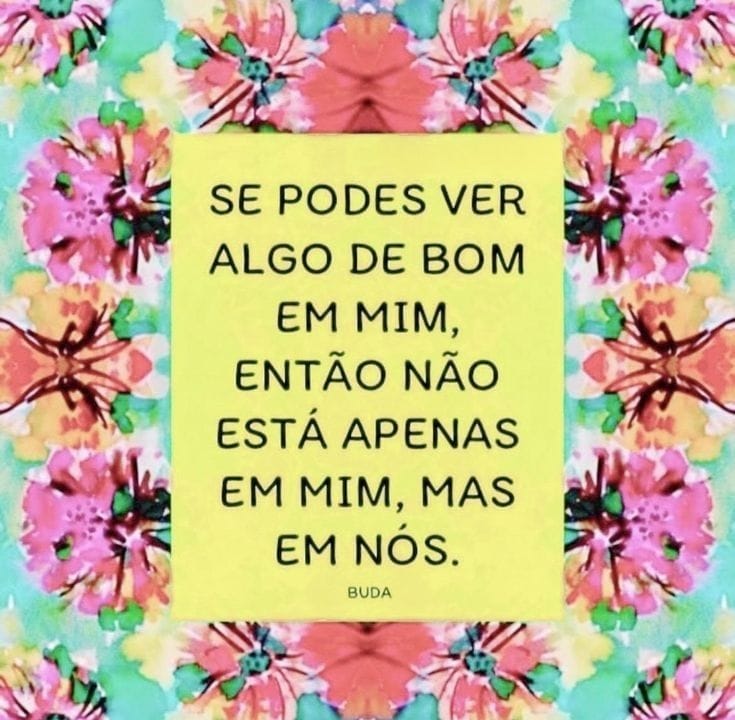 SE PODES VER
ALGO DE BOM
EM MIM,
ENTÃO NÃO
ESTÁ APENAS
EM MIM, MAS
EM NÓS.
BUDA